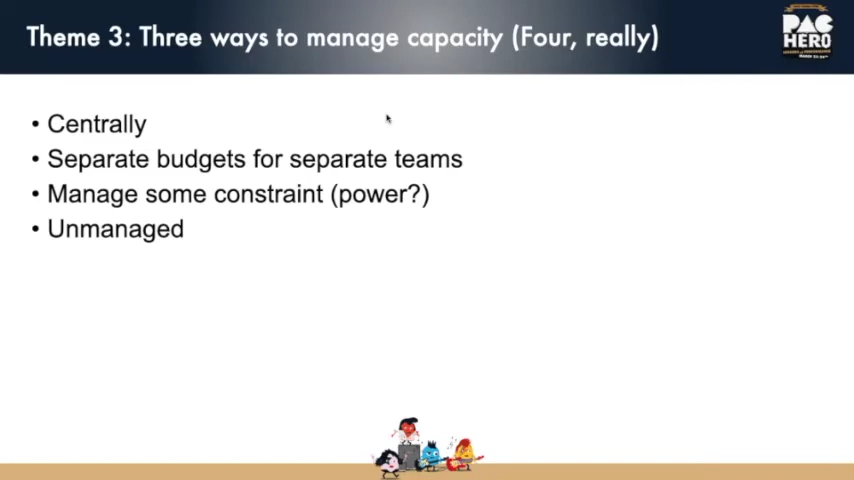 Theme 3: Three ways to manage capacity (Four, really)
PAC
HERO
• Centrally
• Separate budgets for separate teams
• Manage some constraint (power?)
• Unmanaged